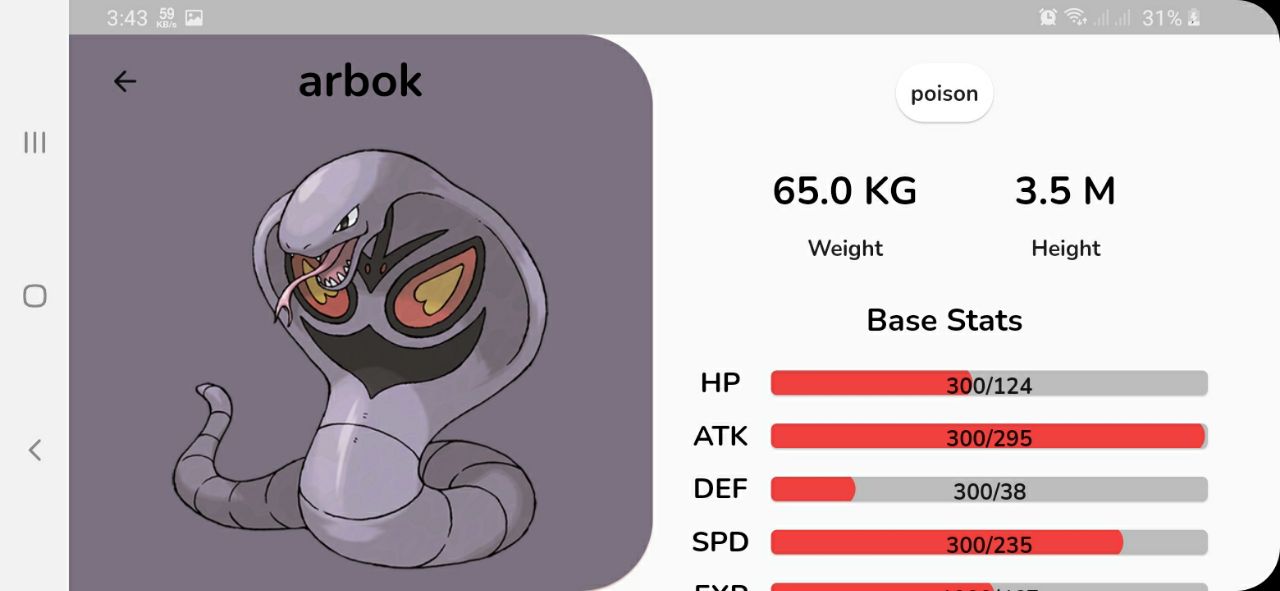 3:43 59 KB/s 31%
arbok
poison
65.0 KG 3.5 M
Weight Height
Base Stats
HP 300/124
ATK 300/295
DEF 300/38
SPD 300/235